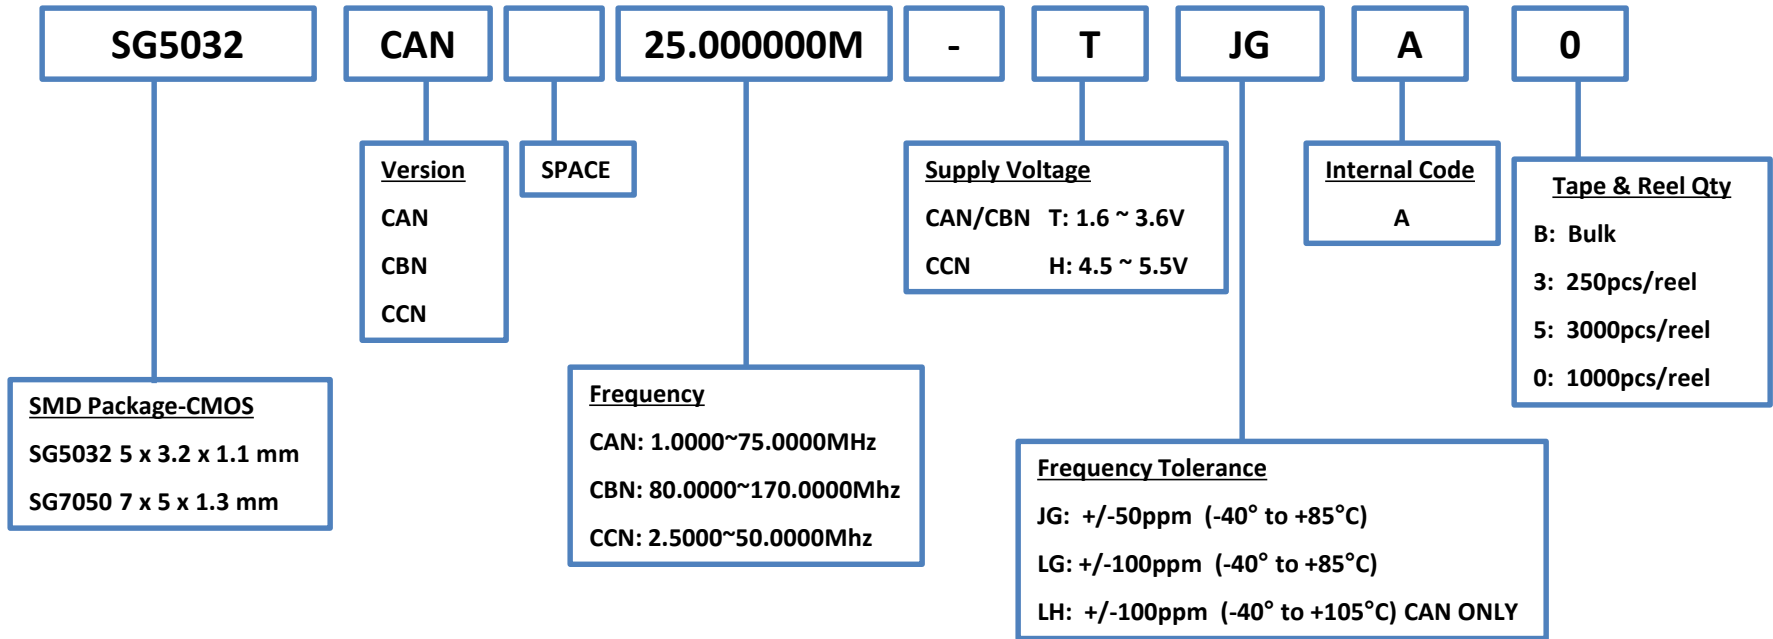 SG5032 CAN 25.000000M - T JG A 0
Version
CAN
CBN
CCN
SPACE
Supply Voltage
CAN/CBN T: 1.6 ~ 3.6V
CCN H: 4.5 ~ 5.5V
Internal Code
A
Tape & Reel Qty
B: Bulk
3: 250pcs/reel
5: 3000pcs/reel
0: 1000pcs/reel
SMD Package-CMOS
SG5032 5 x 3.2 x 1.1 mm
SG7050 7 x 5 x 1.3 mm
Frequency
CAN: 1.0000~75.0000MHz
CBN: 80.0000~170.0000Mhz
CCN: 2.5000~50.0000Mhz
Frequency Tolerance
JG: +/-50ppm (-40° to +85°C)
LG: +/-100ppm (-40° to +85°C)
LH: +/-100ppm (-40° to +105°C) CAN ONLY